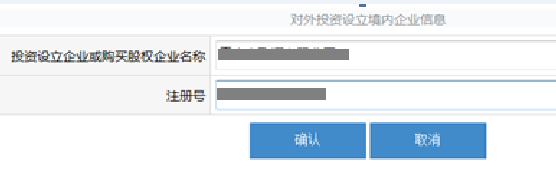 对外投资设立填内企业信息
投资设立企业或购买股权企业名称
注册号
确认 取消